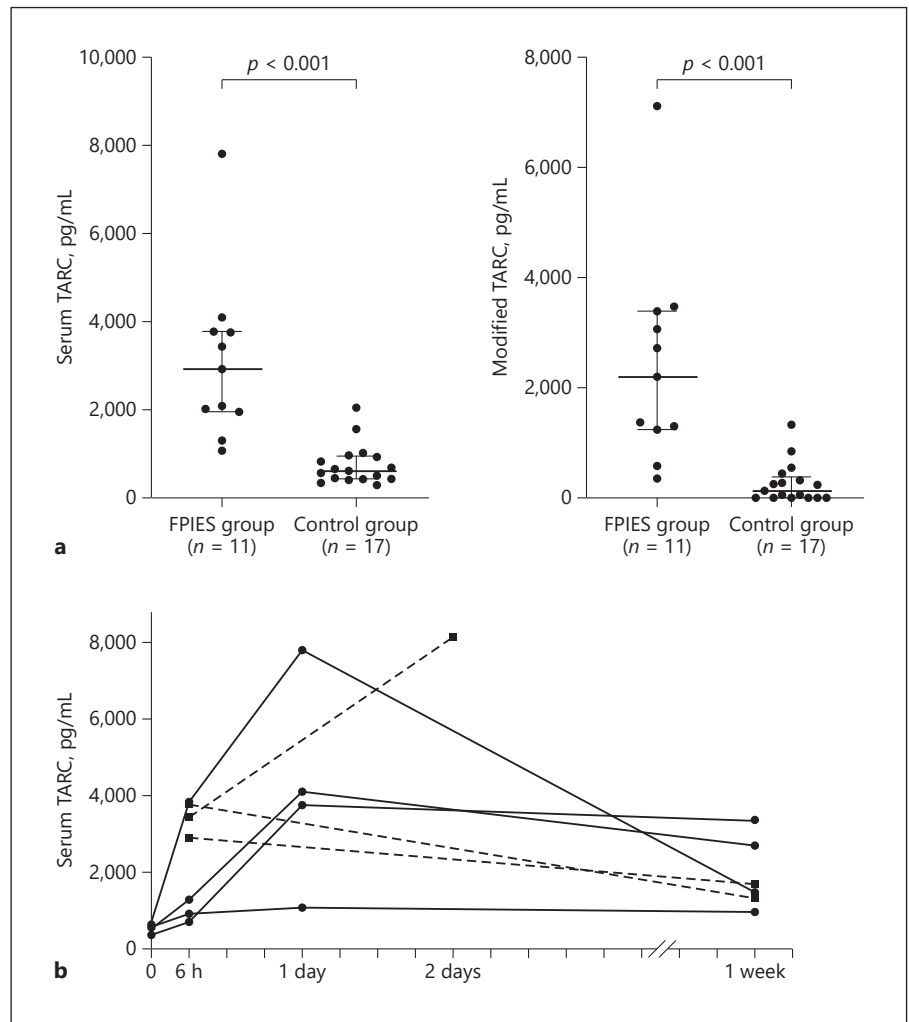 10,000
8,000
6,000
4,000
2,000
0
Serum TARC, pg/mL
p < 0.001
FPIES group
(n = 11)
Control group
(n = 17)
8,000
6,000
4,000
2,000
0
Modified TARC, pg/mL
p < 0.001
FPIES group
(n = 11)
Control group
(n = 17)
a
8,000
6,000
4,000
2,000
0
Serum TARC, pg/mL
0 6 h 1 day 2 days 1 week
b